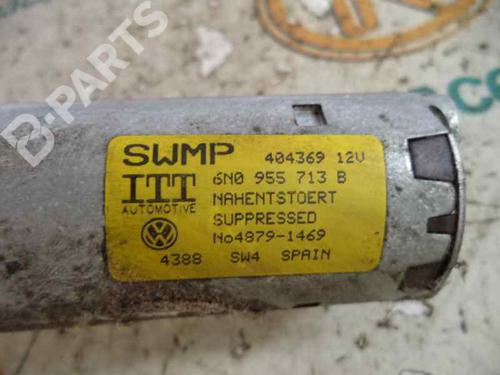 B-PARTS
SWMP 404369 12V
ITT 6N0 955 713 B
AUTOMOTIVE NAHENTSTOERT
SUPPRESSED
No4879-1469
4388 SW4 SPAIN